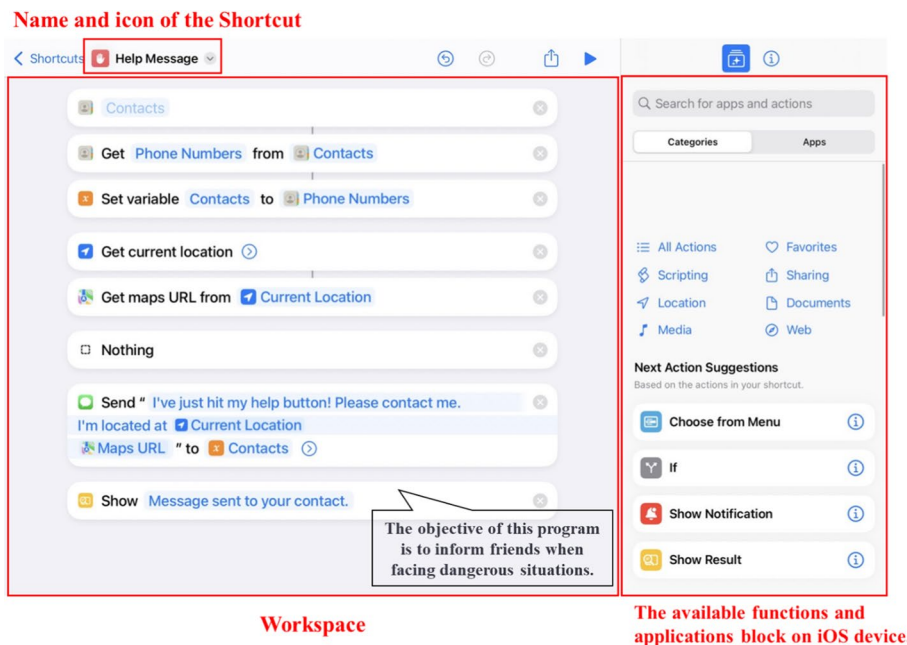 Name and icon of the Shortcut
Shortcuts Help Message
Contacts
Get Phone Numbers from Contacts
Set variable Contacts to Phone Numbers
Get current location
Get maps URL from Current Location
Nothing
Send “ I've just hit my help button! Please contact me.
I'm located at Current Location
Maps URL ” to Contacts
Show Message sent to your contact.
The objective of this program
is to inform friends when
facing dangerous situations.
Workspace
Search for apps and actions
Categories Apps
All Actions Favorites
Scripting Sharing
Location Documents
Media Web
Next Action Suggestions
Based on the actions in your shortcut.
Choose from Menu
If
Show Notification
Show Result
The available functions and
applications block on iOS device